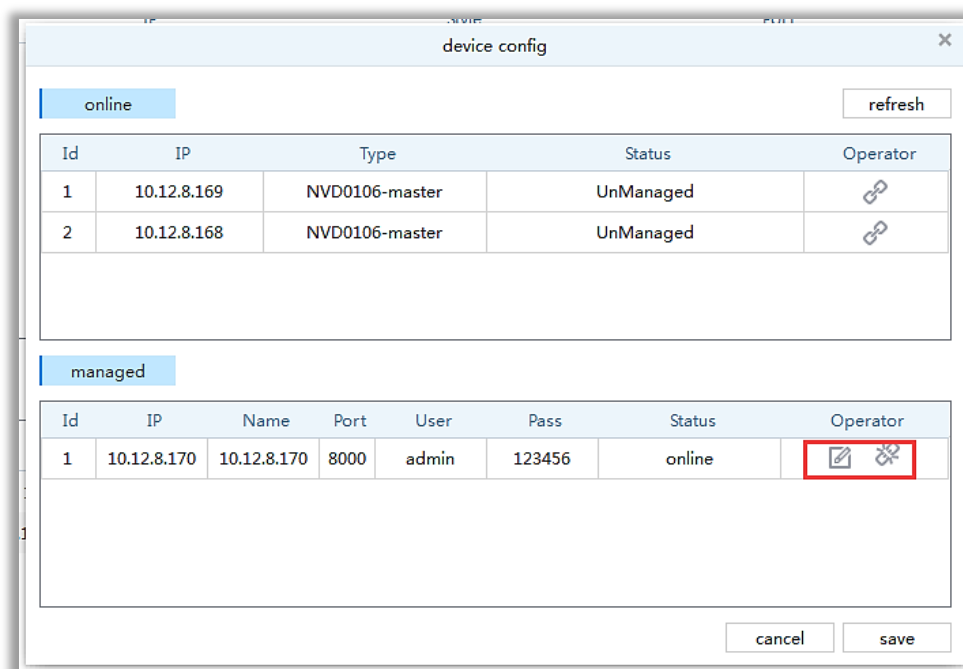 device config
online
refresh
Id IP Type Status Operator
1 10.12.8.169 NVD0106-master UnManaged
2 10.12.8.168 NVD0106-master UnManaged
managed
Id IP Name Port User Pass Status Operator
1 10.12.8.170 10.12.8.170 8000 admin 123456 online
cancel save